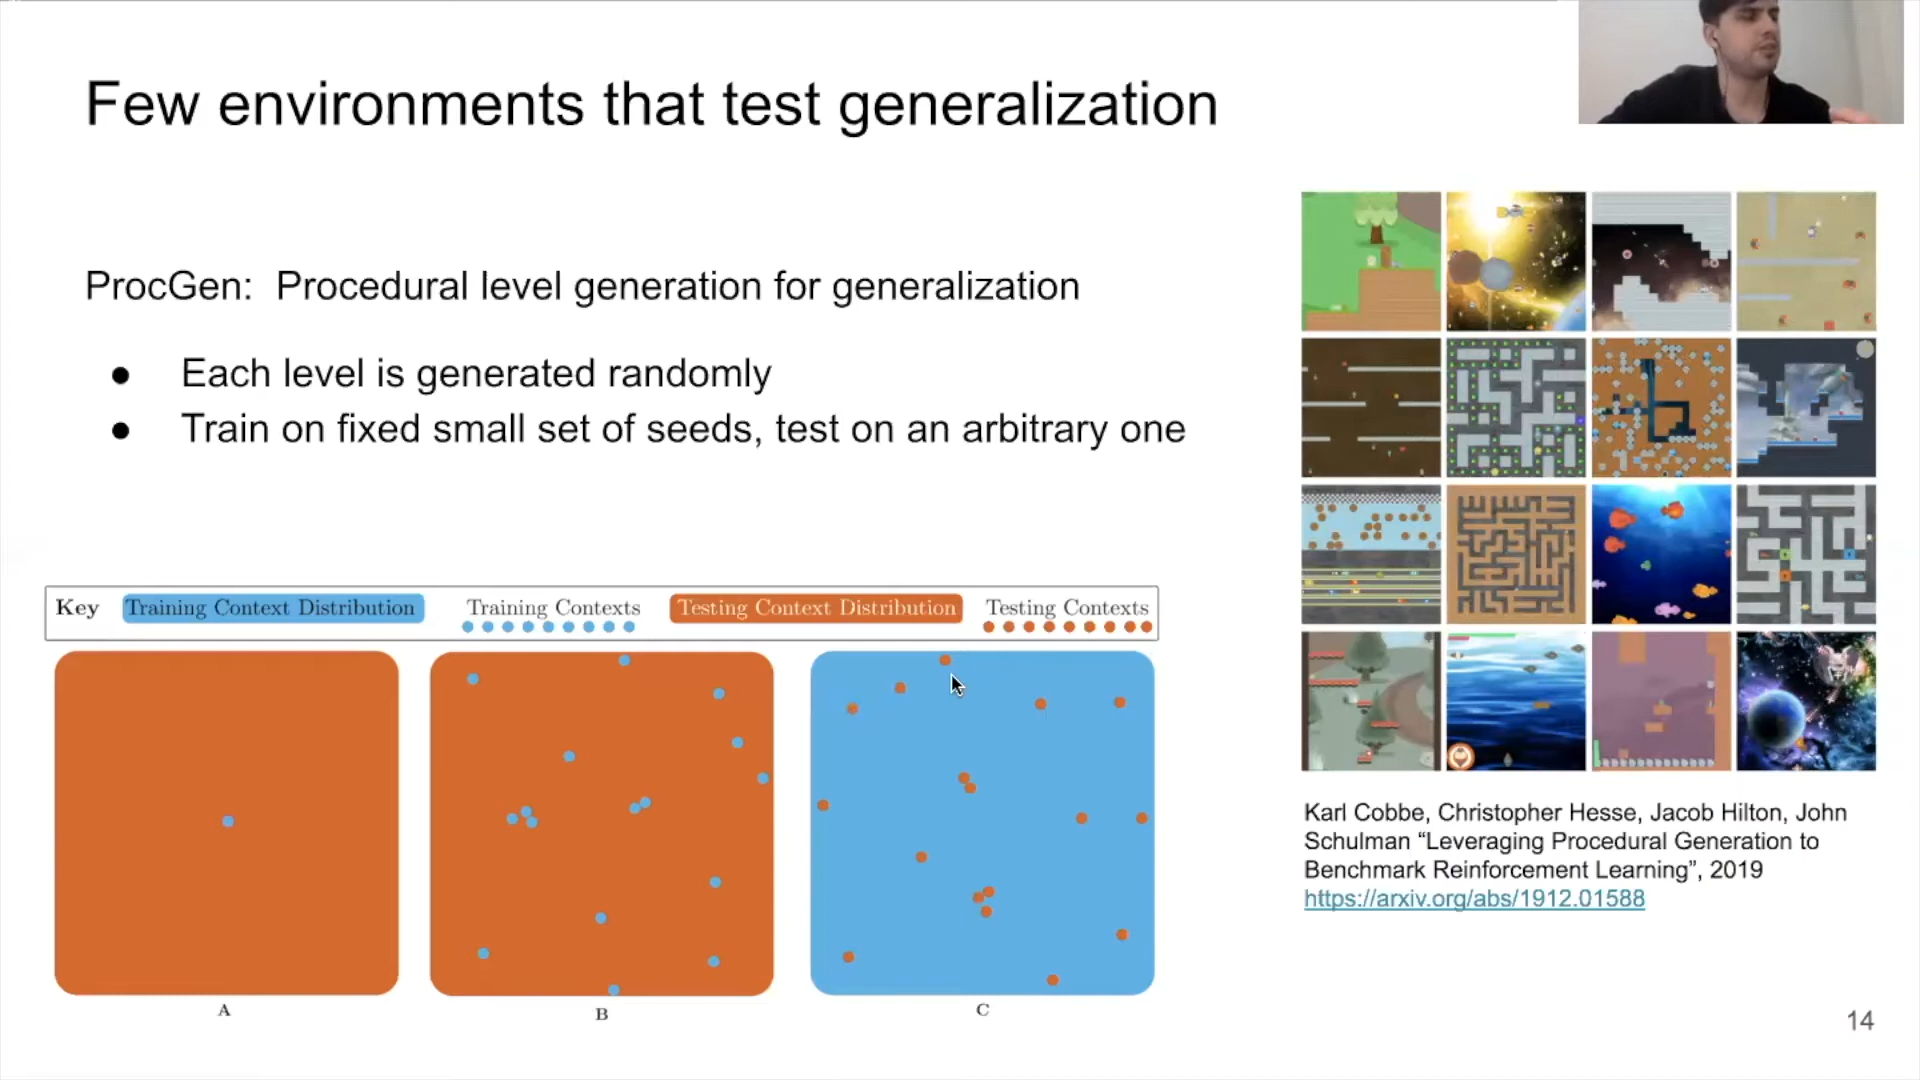 Few environments that test generalization
ProcGen: Procedural level generation for generalization
● Each level is generated randomly
● Train on fixed small set of seeds, test on an arbitrary one
Key Training Context Distribution Training Contexts Testing Context Distribution Testing Contexts
A
B
C
Karl Cobbe, Christopher Hesse, Jacob Hilton, John
Schulman “Leveraging Procedural Generation to
Benchmark Reinforcement Learning”, 2019
https://arxiv.org/abs/1912.01588
14